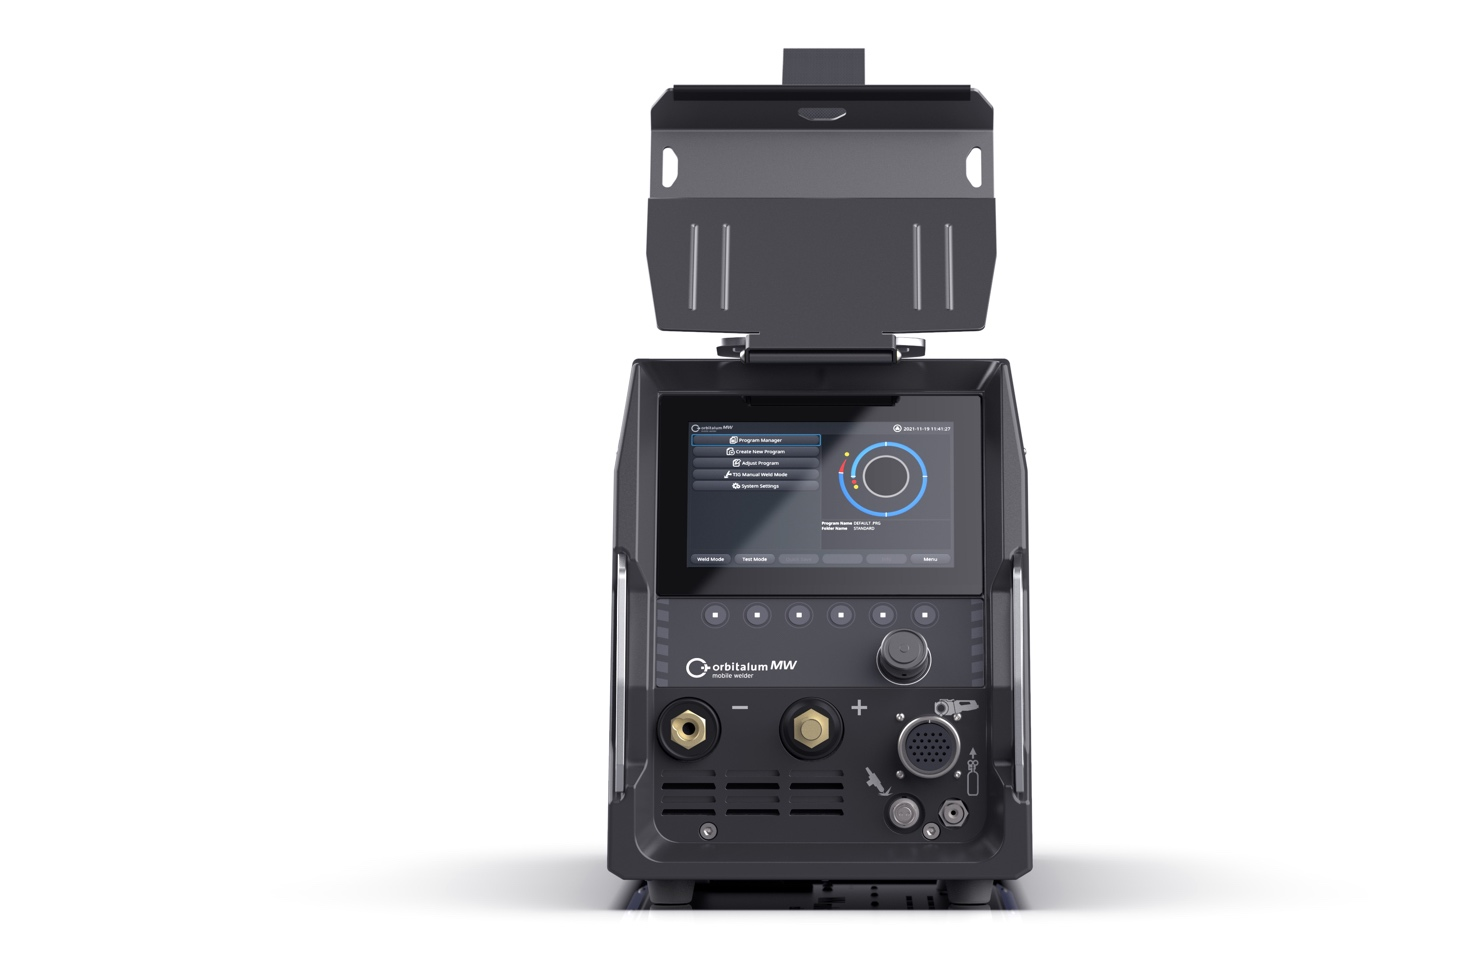 orbitalum MW
2021-11-19 11:41:27
Program Manager
Create New Program
Adjust Program
TIG Manual Weld Mode
System Settings
Program Name DEFAULT .PRG
Folder Name STANDARD
Weld Mode
Test Mode
Menu
orbitalum MW
mobile welder
− +